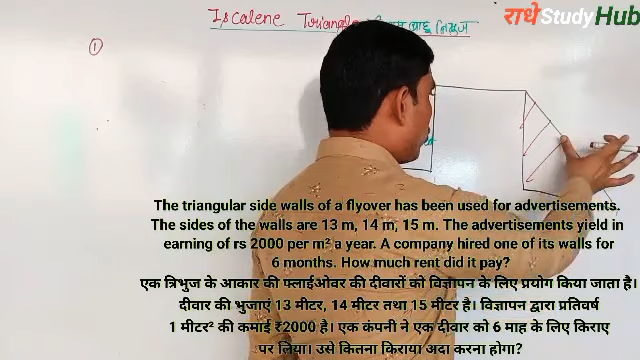 राधे Study Hub
Iscalene Triangle
त्रिभुज
①
The triangular side walls of a flyover has been used for advertisements.
The sides of the walls are 13 m, 14 m, 15 m. The advertisements yield in
earning of rs 2000 per m² a year. A company hired one of its walls for
6 months. How much rent did it pay?
एक त्रिभुज के आकार की फ्लाईओवर की दीवारों को विज्ञापन के लिए प्रयोग किया जाता है।
दीवार की भुजाएं 13 मीटर, 14 मीटर तथा 15 मीटर है। विज्ञापन द्वारा प्रतिवर्ष
1 मीटर² की कमाई ₹2000 है। एक कंपनी ने एक दीवार को 6 माह के लिए किराए
पर लिया। उसे कितना किराया अदा करना होगा?